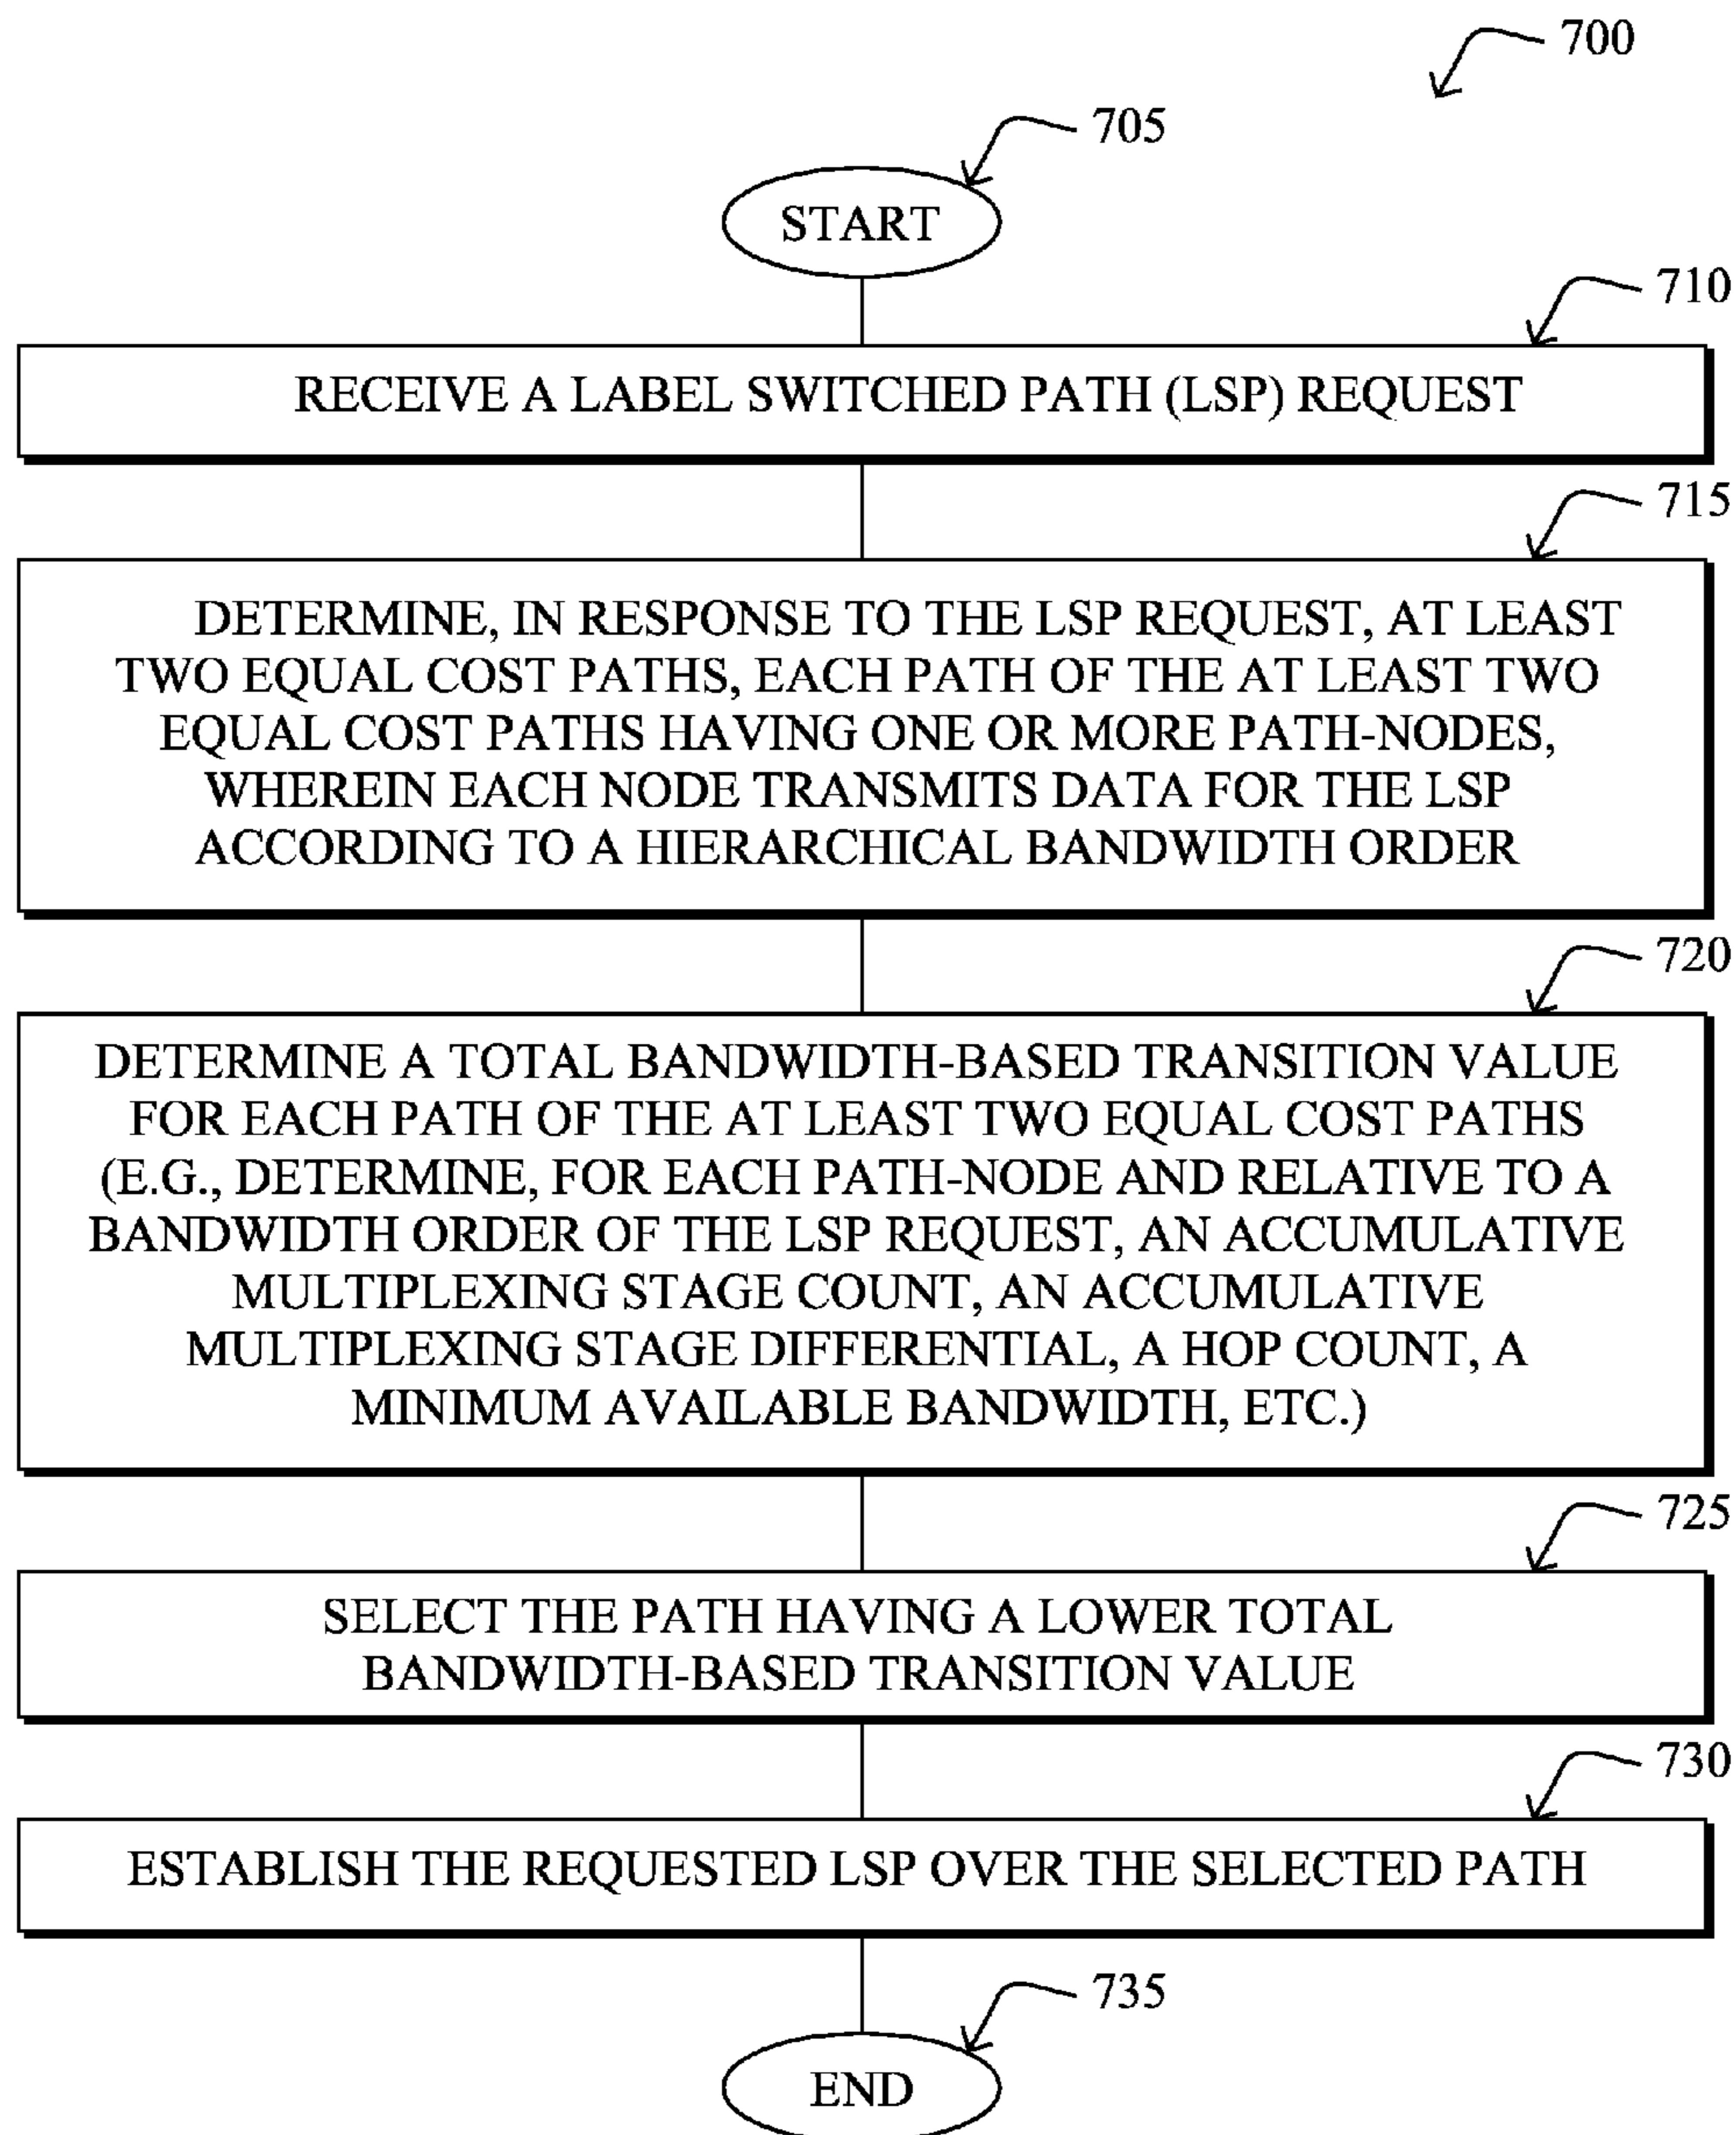 700
705
START
710
RECEIVE A LABEL SWITCHED PATH (LSP) REQUEST
715
DETERMINE, IN RESPONSE TO THE LSP REQUEST, AT LEAST
TWO EQUAL COST PATHS, EACH PATH OF THE AT LEAST TWO
EQUAL COST PATHS HAVING ONE OR MORE PATH-NODES,
WHEREIN EACH NODE TRANSMITS DATA FOR THE LSP
ACCORDING TO A HIERARCHICAL BANDWIDTH ORDER
720
DETERMINE A TOTAL BANDWIDTH-BASED TRANSITION VALUE
FOR EACH PATH OF THE AT LEAST TWO EQUAL COST PATHS
(E.G., DETERMINE, FOR EACH PATH-NODE AND RELATIVE TO A
BANDWIDTH ORDER OF THE LSP REQUEST, AN ACCUMULATIVE
MULTIPLEXING STAGE COUNT, AN ACCUMULATIVE
MULTIPLEXING STAGE DIFFERENTIAL, A HOP COUNT, A
MINIMUM AVAILABLE BANDWIDTH, ETC.)
725
SELECT THE PATH HAVING A LOWER TOTAL
BANDWIDTH-BASED TRANSITION VALUE
730
ESTABLISH THE REQUESTED LSP OVER THE SELECTED PATH
735
END